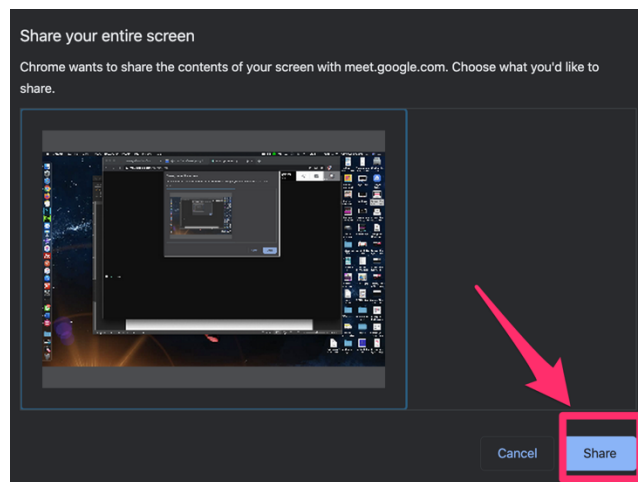 Share your entire screen
Chrome wants to share the contents of your screen with meet.google.com. Choose what you'd like to
share.
Cancel
Share